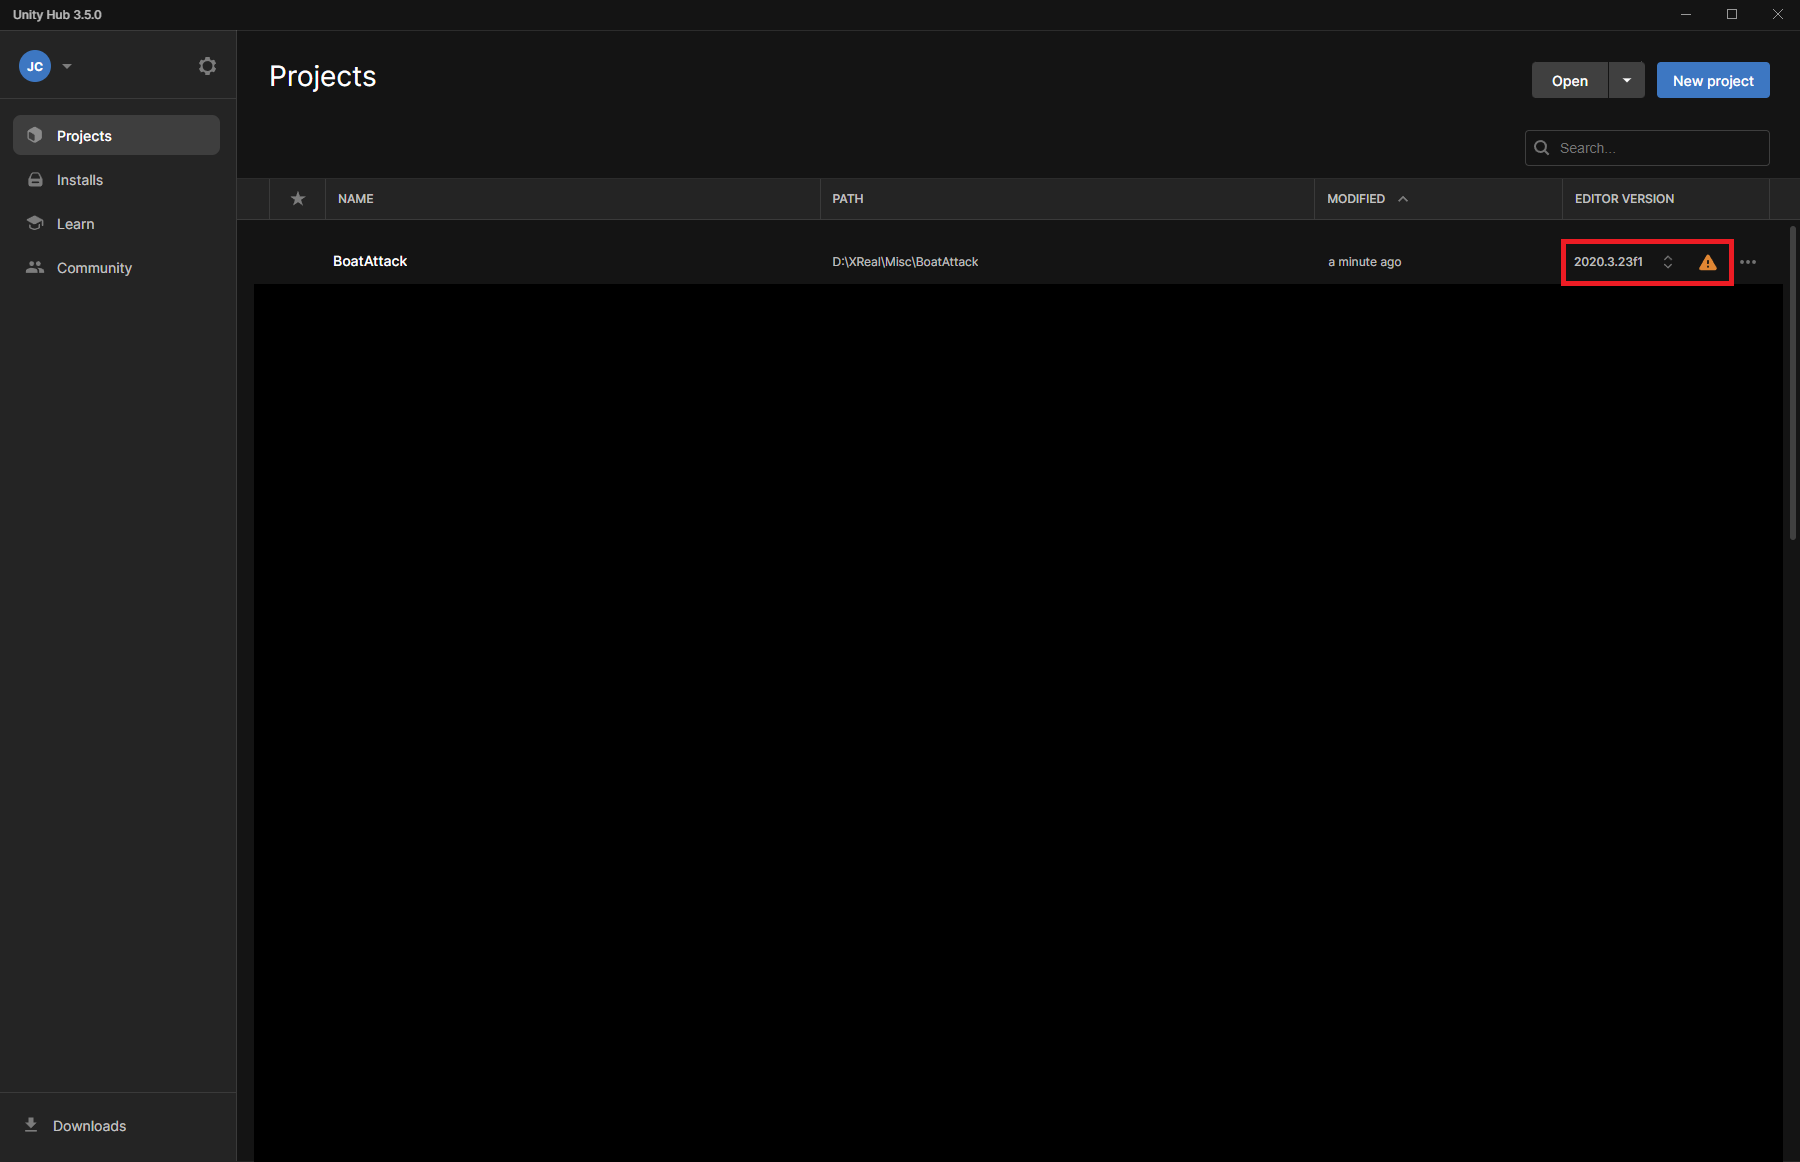 Unity Hub 3.5.0
JC
Projects
Installs
Learn
Community
Downloads
Projects
Open
New project
Search...
NAME PATH MODIFIED EDITOR VERSION
BoatAttack D:\XReal\Misc\BoatAttack a minute ago 2020.3.23f1